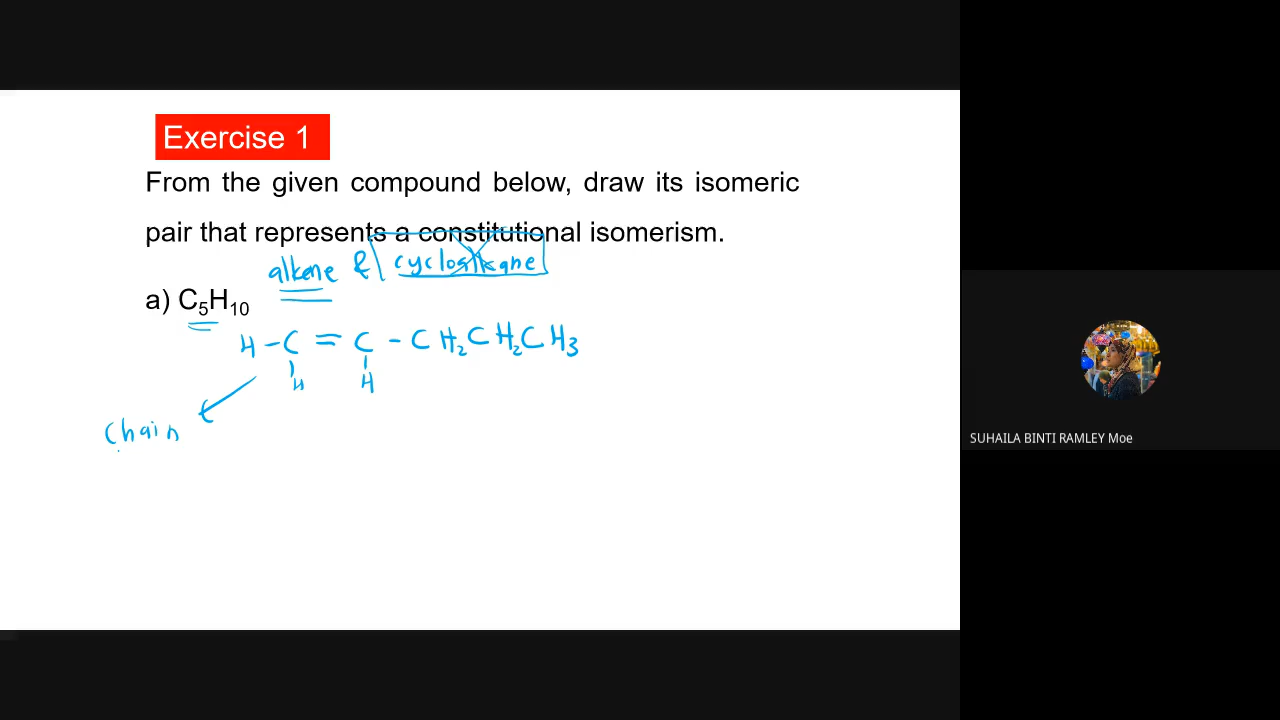 Exercise 1
From the given compound below, draw its isomeric
pair that represents a constitutional isomerism.
alkene & cycloalkane
a) C₅H₁₀
H - C = C - CH₂CH₂CH₃
H H
Chain
SUHAILA BINTI RAMLEY Moe